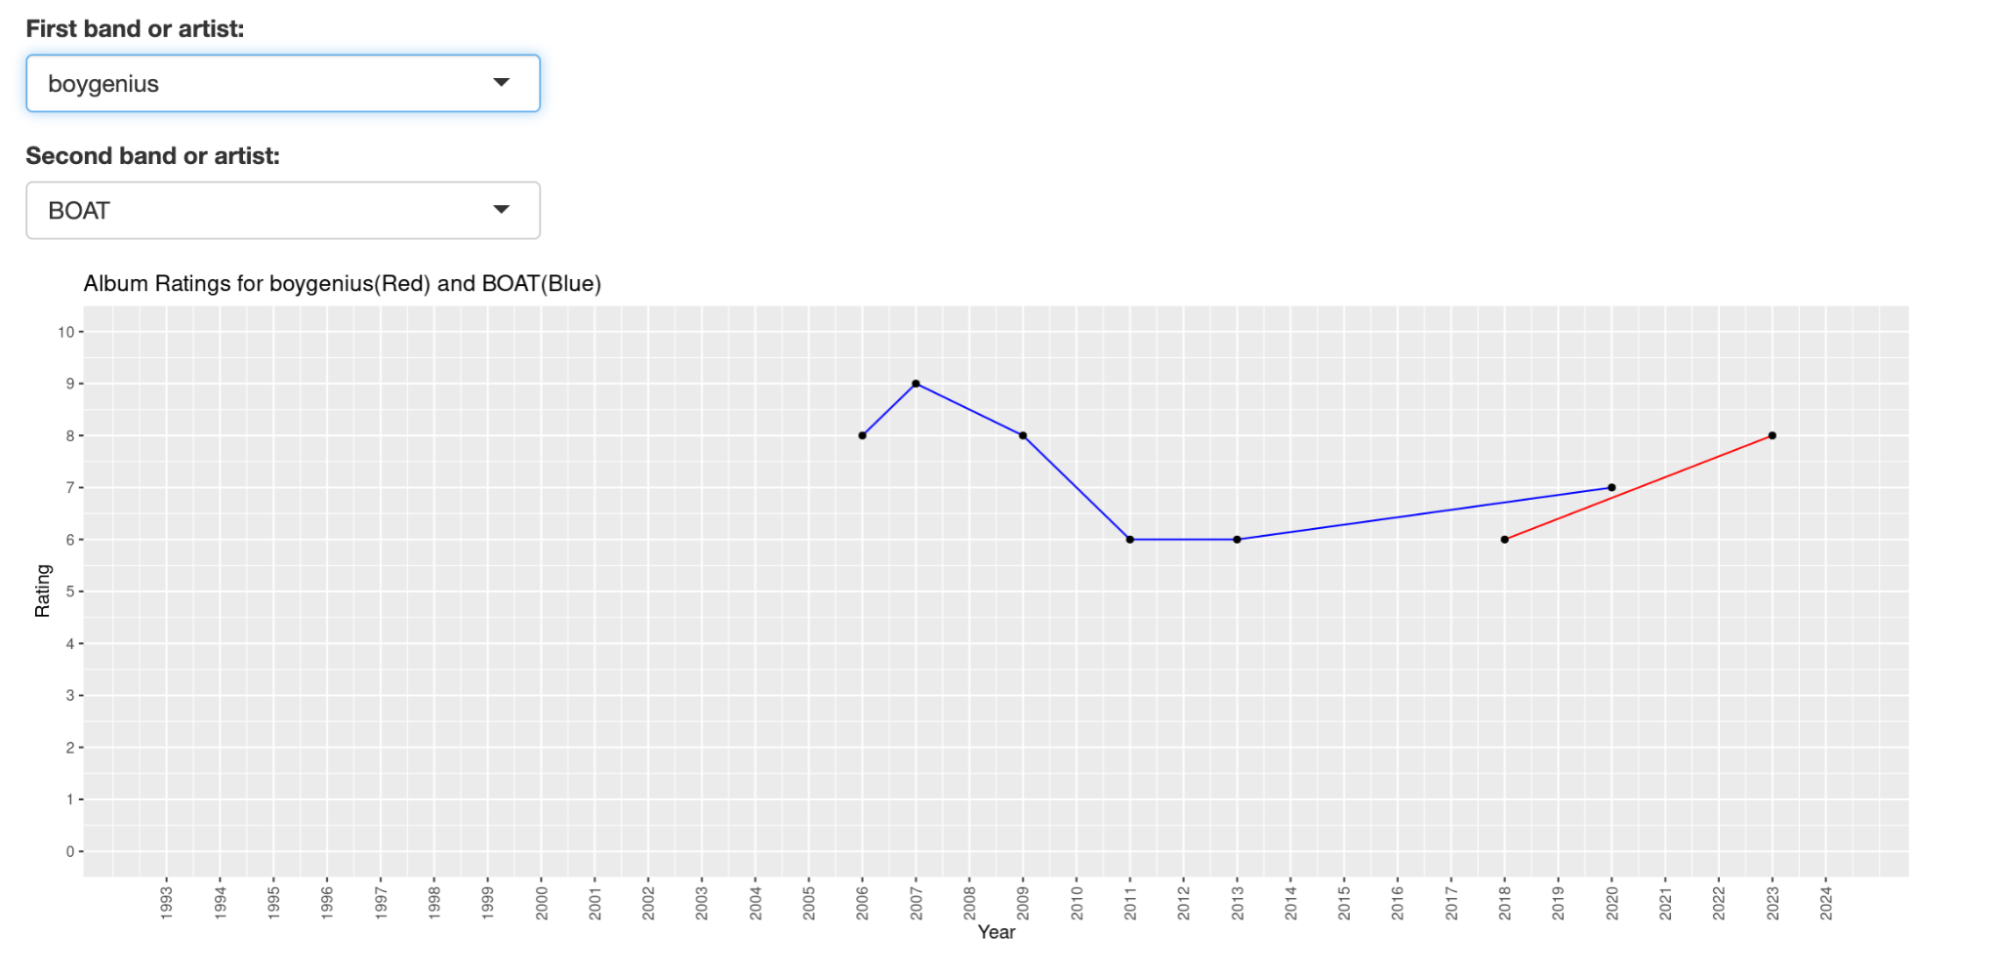 First band or artist:
boygenius
Second band or artist:
BOAT
Album Ratings for boygenius(Red) and BOAT(Blue)
10
9
8
7
6
5
4
3
2
1
0
Rating
1993 1994 1995 1996 1997 1998 1999 2000 2001 2002 2003 2004 2005 2006 2007 2008 2009 2010 2011 2012 2013 2014 2015 2016 2017 2018 2019 2020 2021 2022 2023 2024
Year